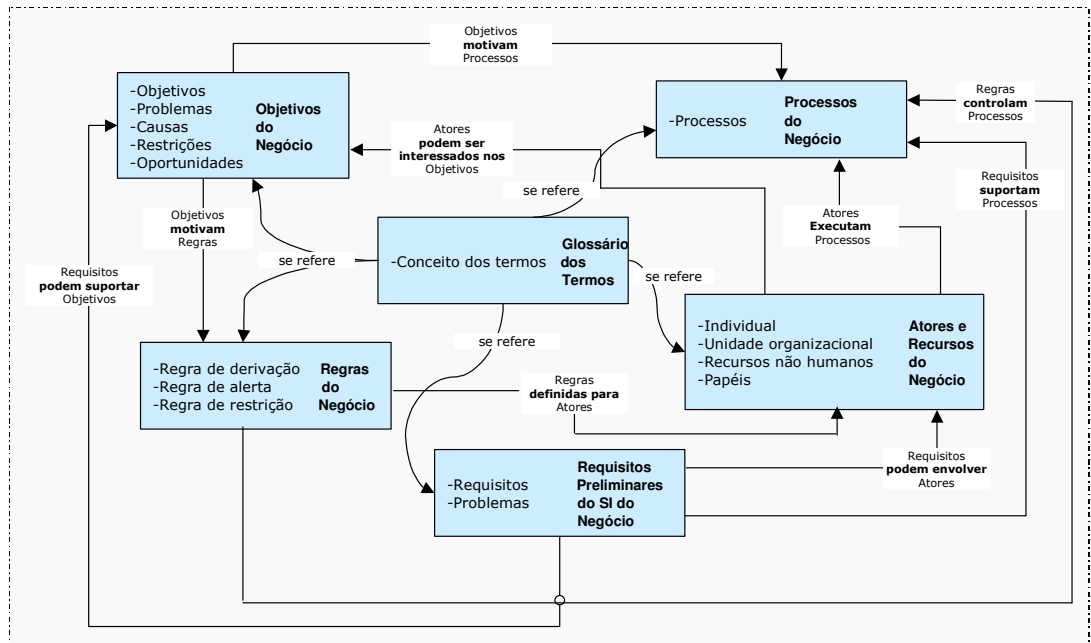 Objetivos
motivam
Processos
-Objetivos
-Problemas
-Causas
-Restrições
-Oportunidades
Objetivos
do
Negócio
-Processos
Processos
do
Negócio
Regras
controlam
Processos
Atores
podem ser
interessados nos
Objetivos
Requisitos
suportam
Processos
se refere
Objetivos
motivam
Regras
Atores
Executam
Processos
se refere
-Conceito dos termos
Glossário
dos
Termos
se refere
Requisitos
podem suportar
Objetivos
se refere
-Individual
-Unidade organizacional
-Recursos não humanos
-Papéis
Atores e
Recursos
do
Negócio
-Regra de derivação
-Regra de alerta
-Regra de restrição
Regras
do
Negócio
Regras
definidas para
Atores
Requisitos
podem envolver
Atores
-Requisitos
-Problemas
Requisitos
Preliminares
do SI do
Negócio